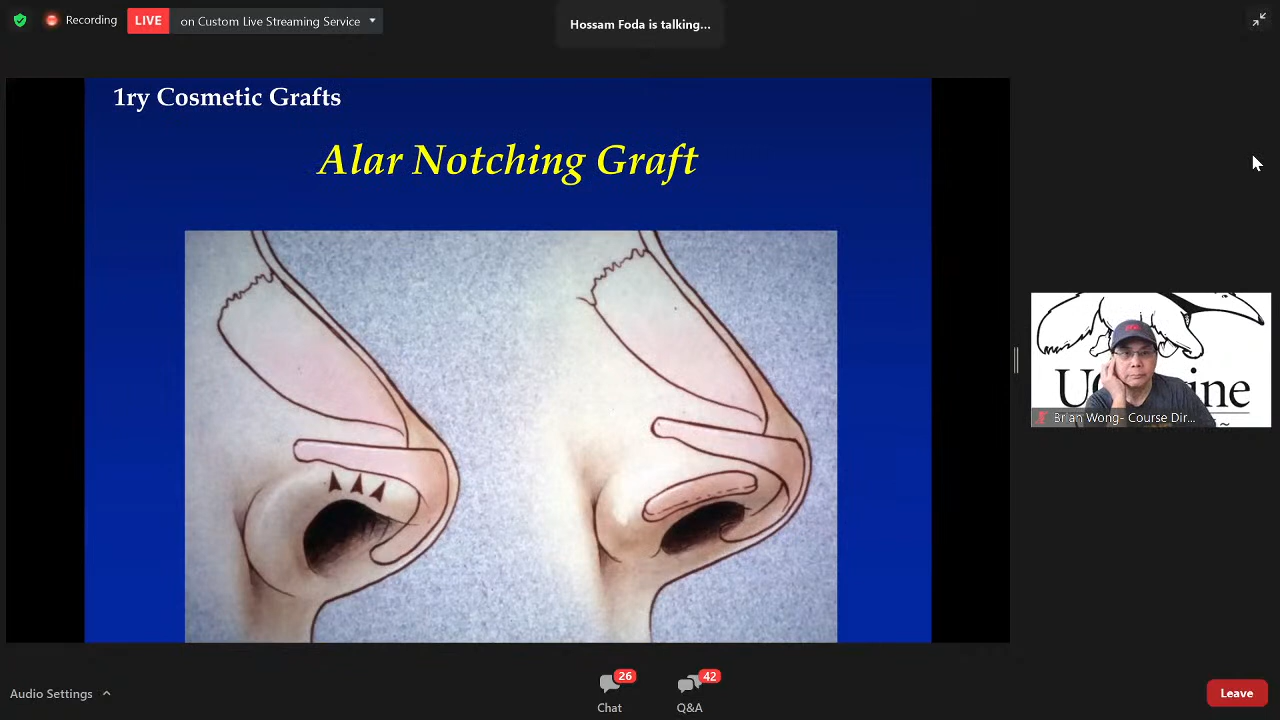 Recording
LIVE
on Custom Live Streaming Service
Hossam Foda is talking...
1ry Cosmetic Grafts
Alar Notching Graft
Brian Wong- Course Dir...
Audio Settings
26
Chat
42
Q&A
Leave